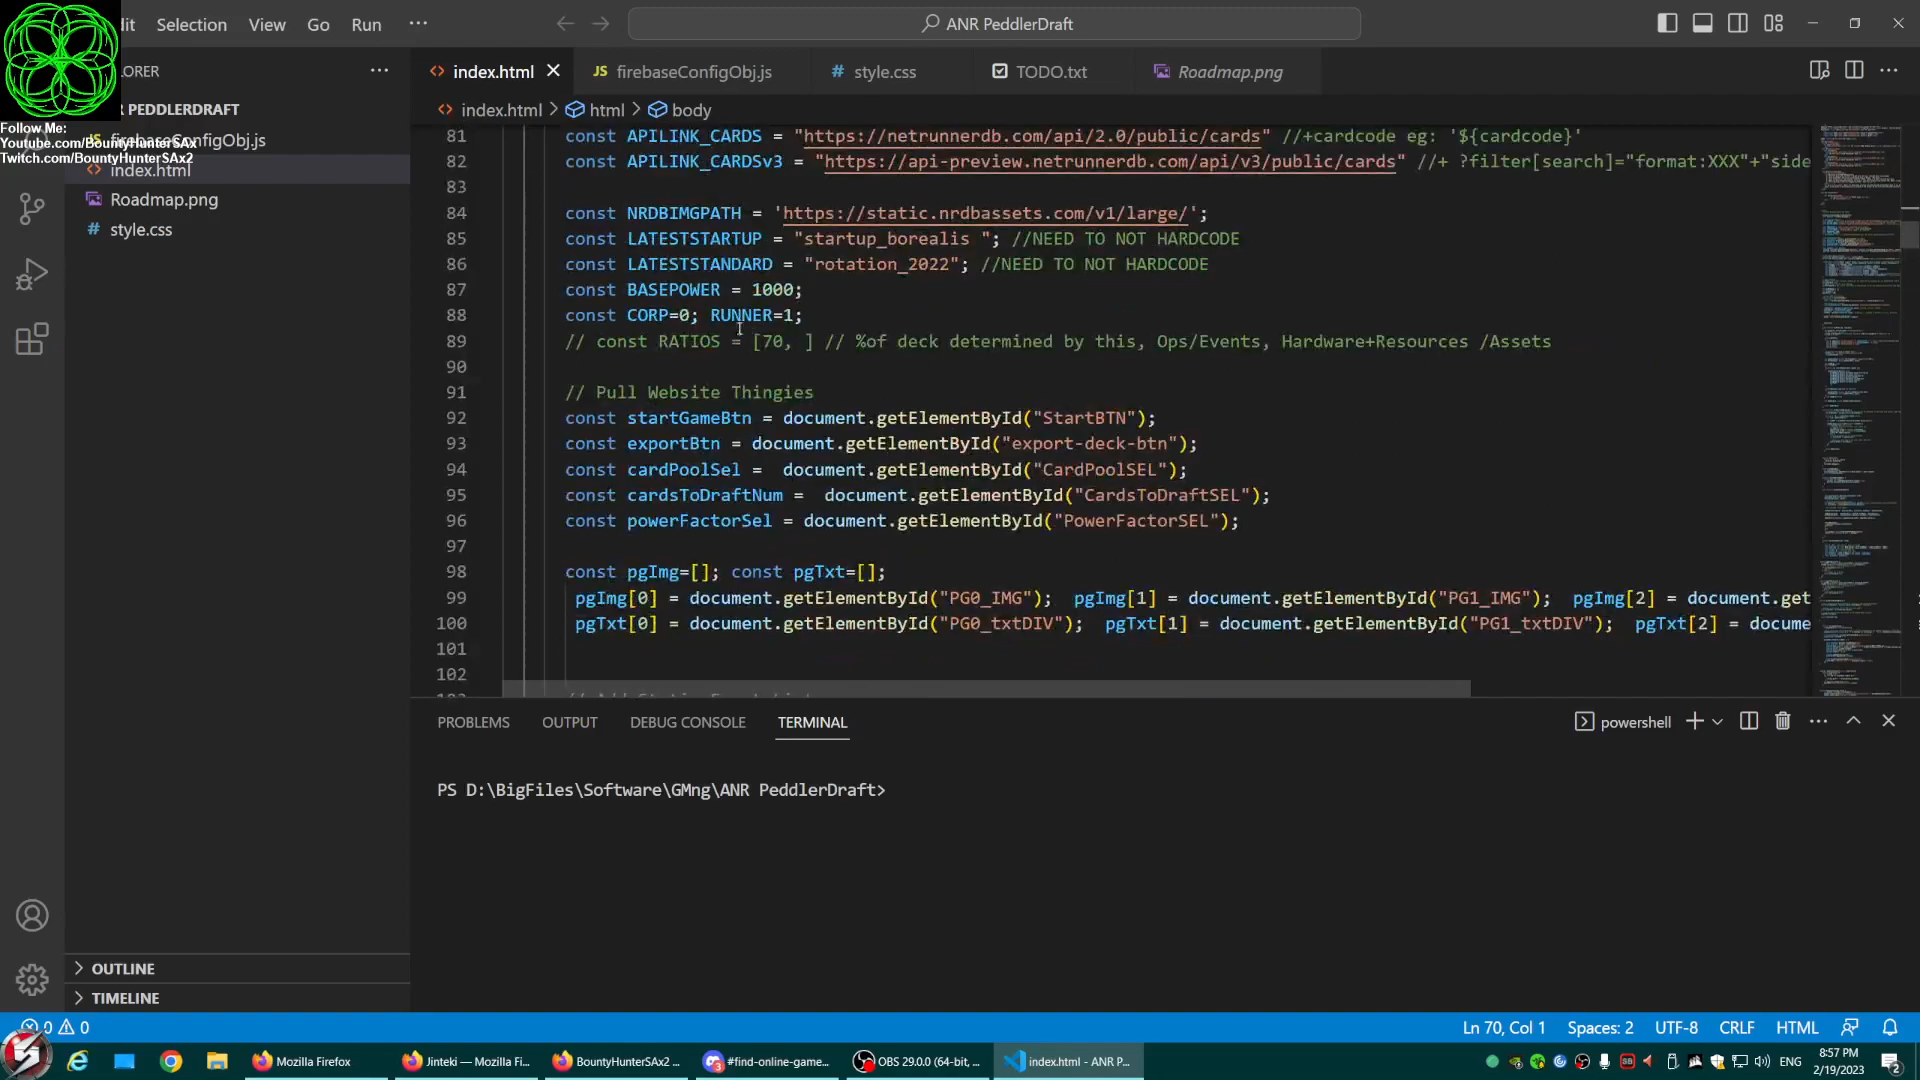 dit Selection View Go Run ···
ANR PeddlerDraft
LORER
R PEDDLERDRAFT
Follow Me:
Youtube.com/BountyHunterSAx
Twitch.com/BountyHunterSAx2
firebaseConfigObj.js
index.html
Roadmap.png
# style.css
OUTLINE
TIMELINE
index.html JS firebaseConfigObj.js # style.css TODO.txt Roadmap.png
index.html > html > body
81 const APILINK_CARDS = "https://netrunnerdb.com/api/2.0/public/cards" //+cardcode eg: '${cardcode}'
82 const APILINK_CARDSv3 = "https://api-preview.netrunnerdb.com/api/v3/public/cards" //+ ?filter[search]="format:XXX"+"side
83
84 const NRDBIMGPATH = 'https://static.nrdbassets.com/v1/large/';
85 const LATESTSTARTUP = "startup_borealis "; //NEED TO NOT HARDCODE
86 const LATESTSTANDARD = "rotation_2022"; //NEED TO NOT HARDCODE
87 const BASEPOWER = 1000;
88 const CORP=0; RUNNER=1;
89 // const RATIOS = [70, ] // %of deck determined by this, Ops/Events, Hardware+Resources /Assets
90
91 // Pull Website Thingies
92 const startGameBtn = document.getElementById("StartBTN");
93 const exportBtn = document.getElementById("export-deck-btn");
94 const cardPoolSel =  document.getElementById("CardPoolSEL");
95 const cardsToDraftNum =  document.getElementById("CardsToDraftSEL");
96 const powerFactorSel = document.getElementById("PowerFactorSEL");
97
98 const pgImg=[]; const pgTxt=[];
99 pgImg[0] = document.getElementById("PG0_IMG");  pgImg[1] = document.getElementById("PG1_IMG");  pgImg[2] = document.get
100 pgTxt[0] = document.getElementById("PG0_txtDIV");  pgTxt[1] = document.getElementById("PG1_txtDIV");  pgTxt[2] = docume
101
102
PROBLEMS OUTPUT DEBUG CONSOLE TERMINAL powershell
PS D:\BigFiles\Software\GMng\ANR PeddlerDraft>
0 0 Ln 70, Col 1 Spaces: 2 UTF-8 CRLF HTML
Mozilla Firefox Jinteki — Mozilla Fi... BountyHunterSAx2 ... #find-online-game... OBS 29.0.0 (64-bit, ... index.html - ANR P... ENG
8:57 PM
2/19/2023
2